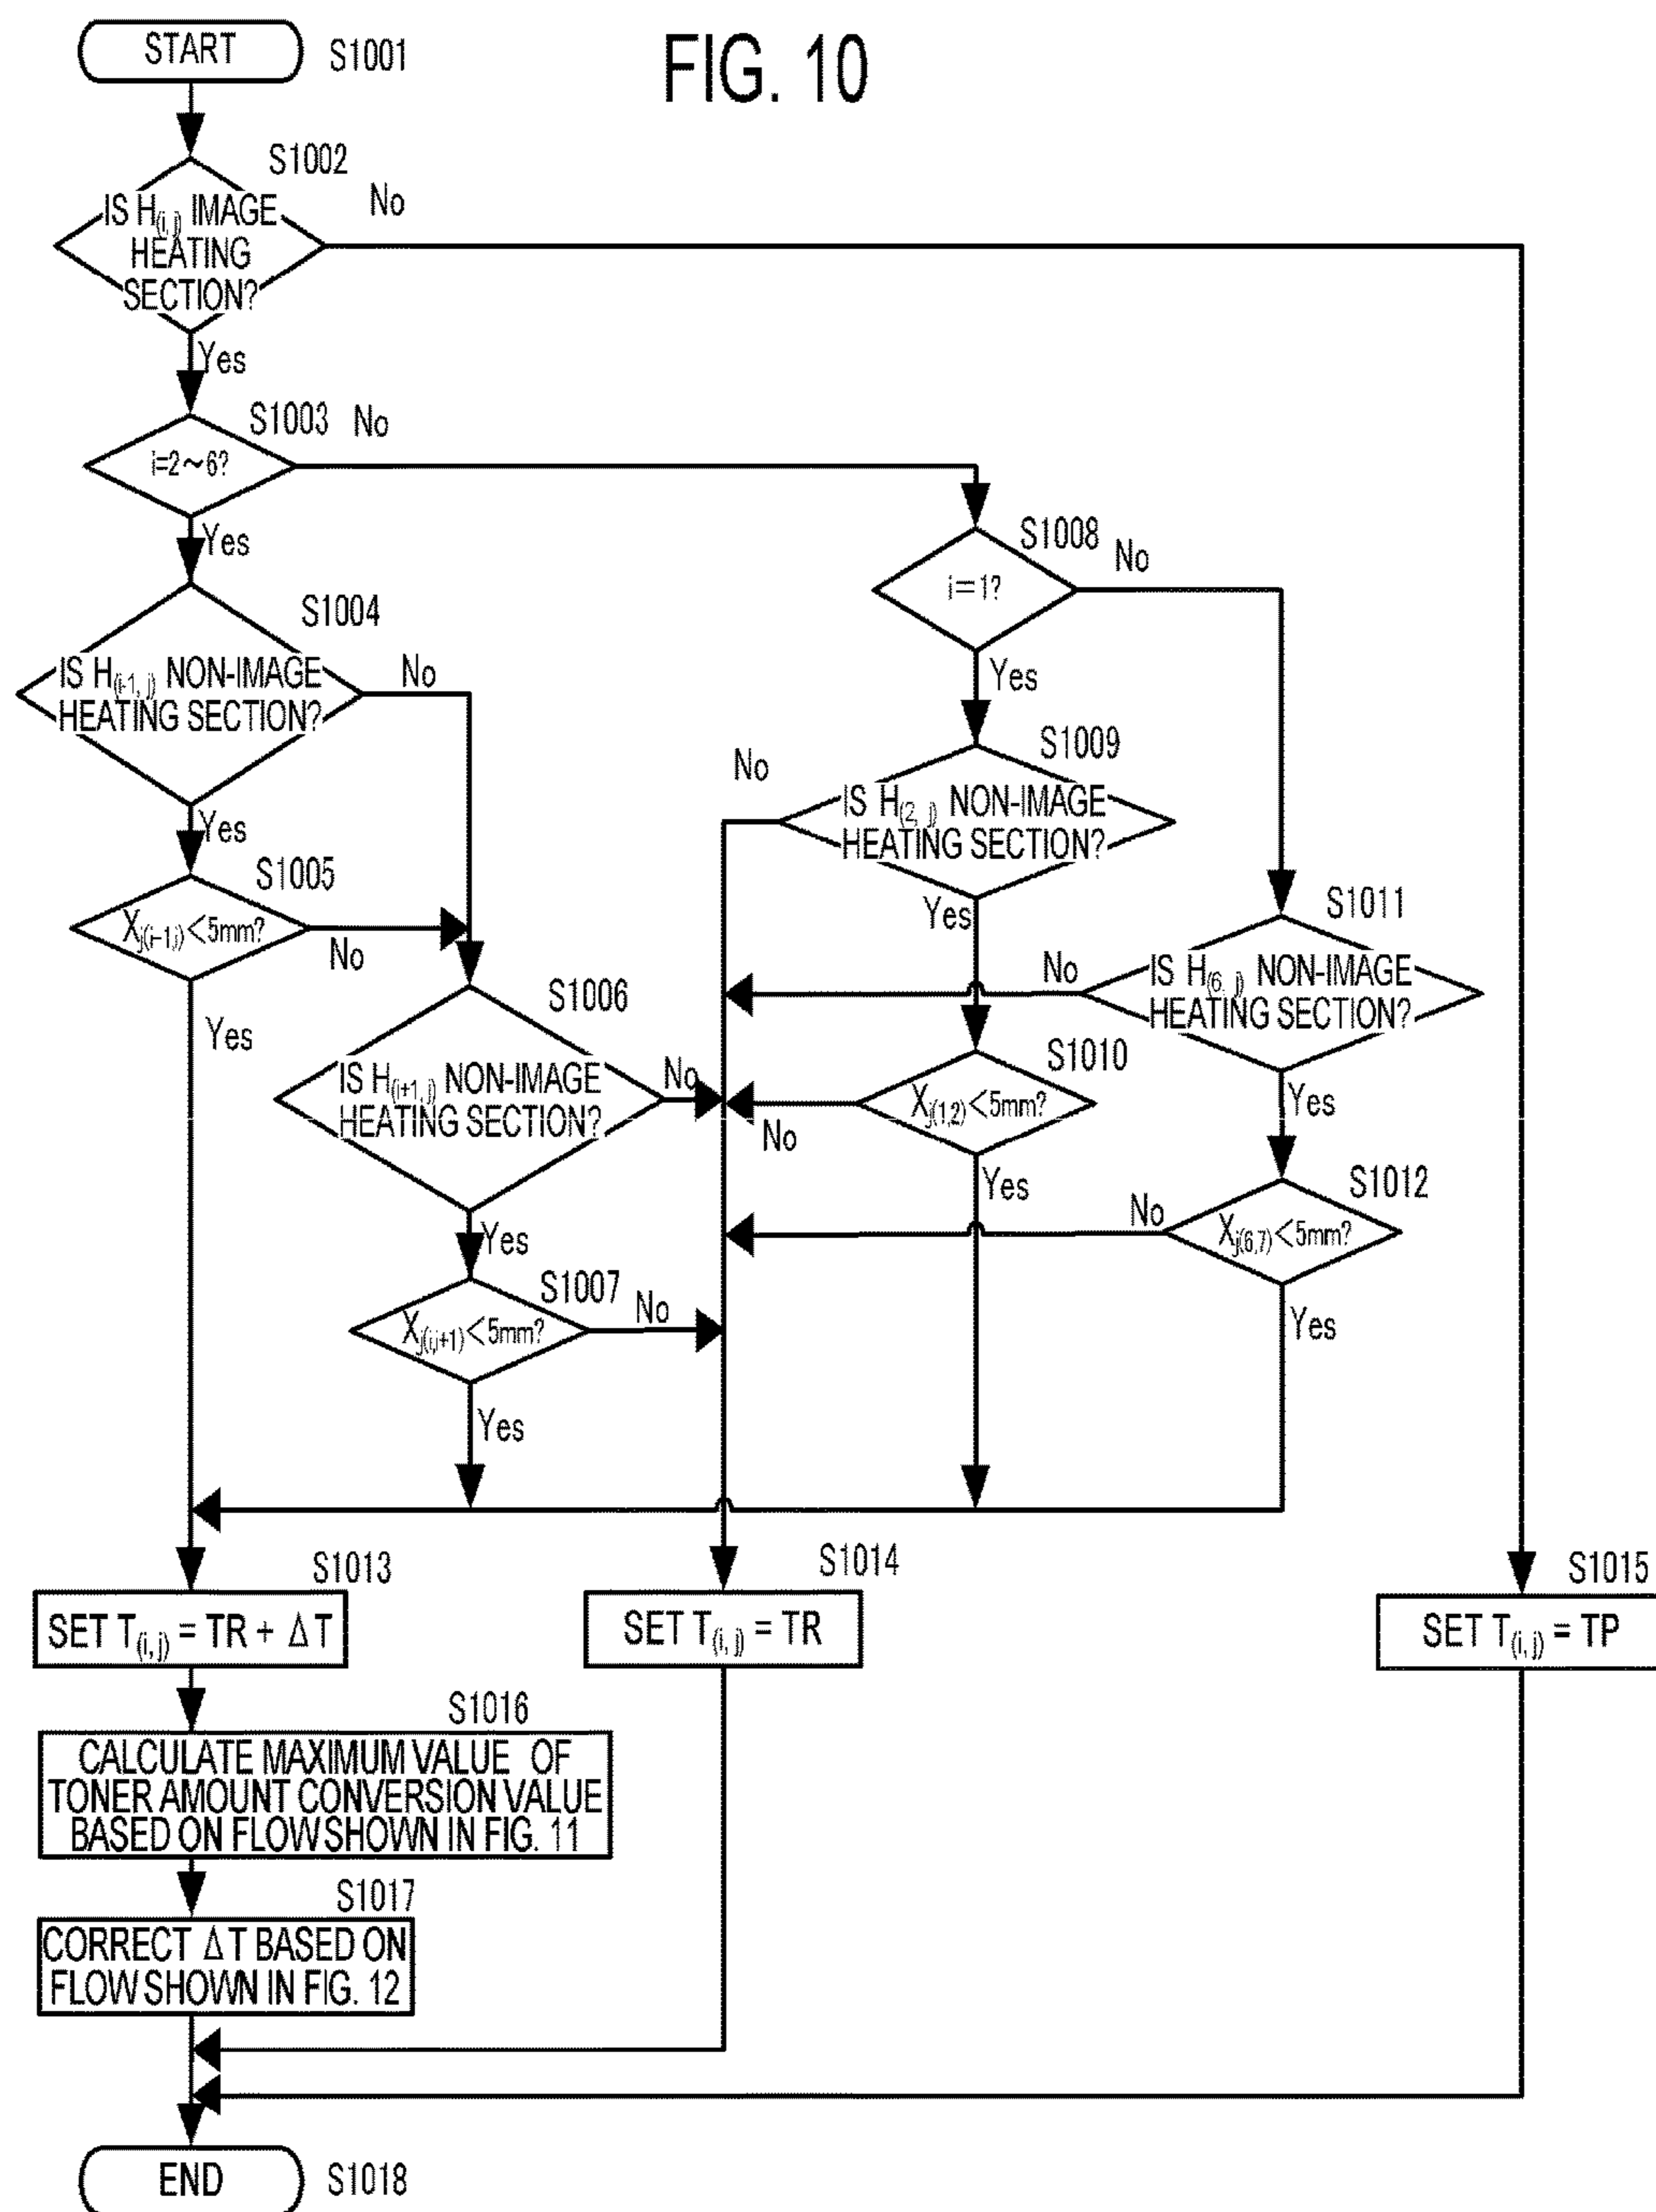 FIG. 10
START
S1001
S1002
IS H(i, j) IMAGE
HEATING
SECTION?
No
Yes
S1003
No
i=2~6?
Yes
S1008
i=1?
No
Yes
S1004
IS H(i-1, j) NON-IMAGE
HEATING SECTION?
No
Yes
S1009
No
IS H(2, j) NON-IMAGE
HEATING SECTION?
Yes
S1005
Xj(i-1,i)<5mm?
No
Yes
S1011
No
IS H(6, j) NON-IMAGE
HEATING SECTION?
Yes
S1006
IS H(i+1, j) NON-IMAGE
HEATING SECTION?
No
Yes
S1010
Xj(1,2)<5mm?
No
Yes
S1012
No
Xj(6,7)<5mm?
Yes
S1007
Xj(i,i+1)<5mm?
No
Yes
S1013
SET T(i, j) = TR + ΔT
S1014
SET T(i, j) = TR
S1015
SET T(i, j) = TP
S1016
CALCULATE MAXIMUM VALUE OF
TONER AMOUNT CONVERSION VALUE
BASED ON FLOW SHOWN IN FIG. 11
S1017
CORRECT ΔT BASED ON
FLOW SHOWN IN FIG. 12
END
S1018